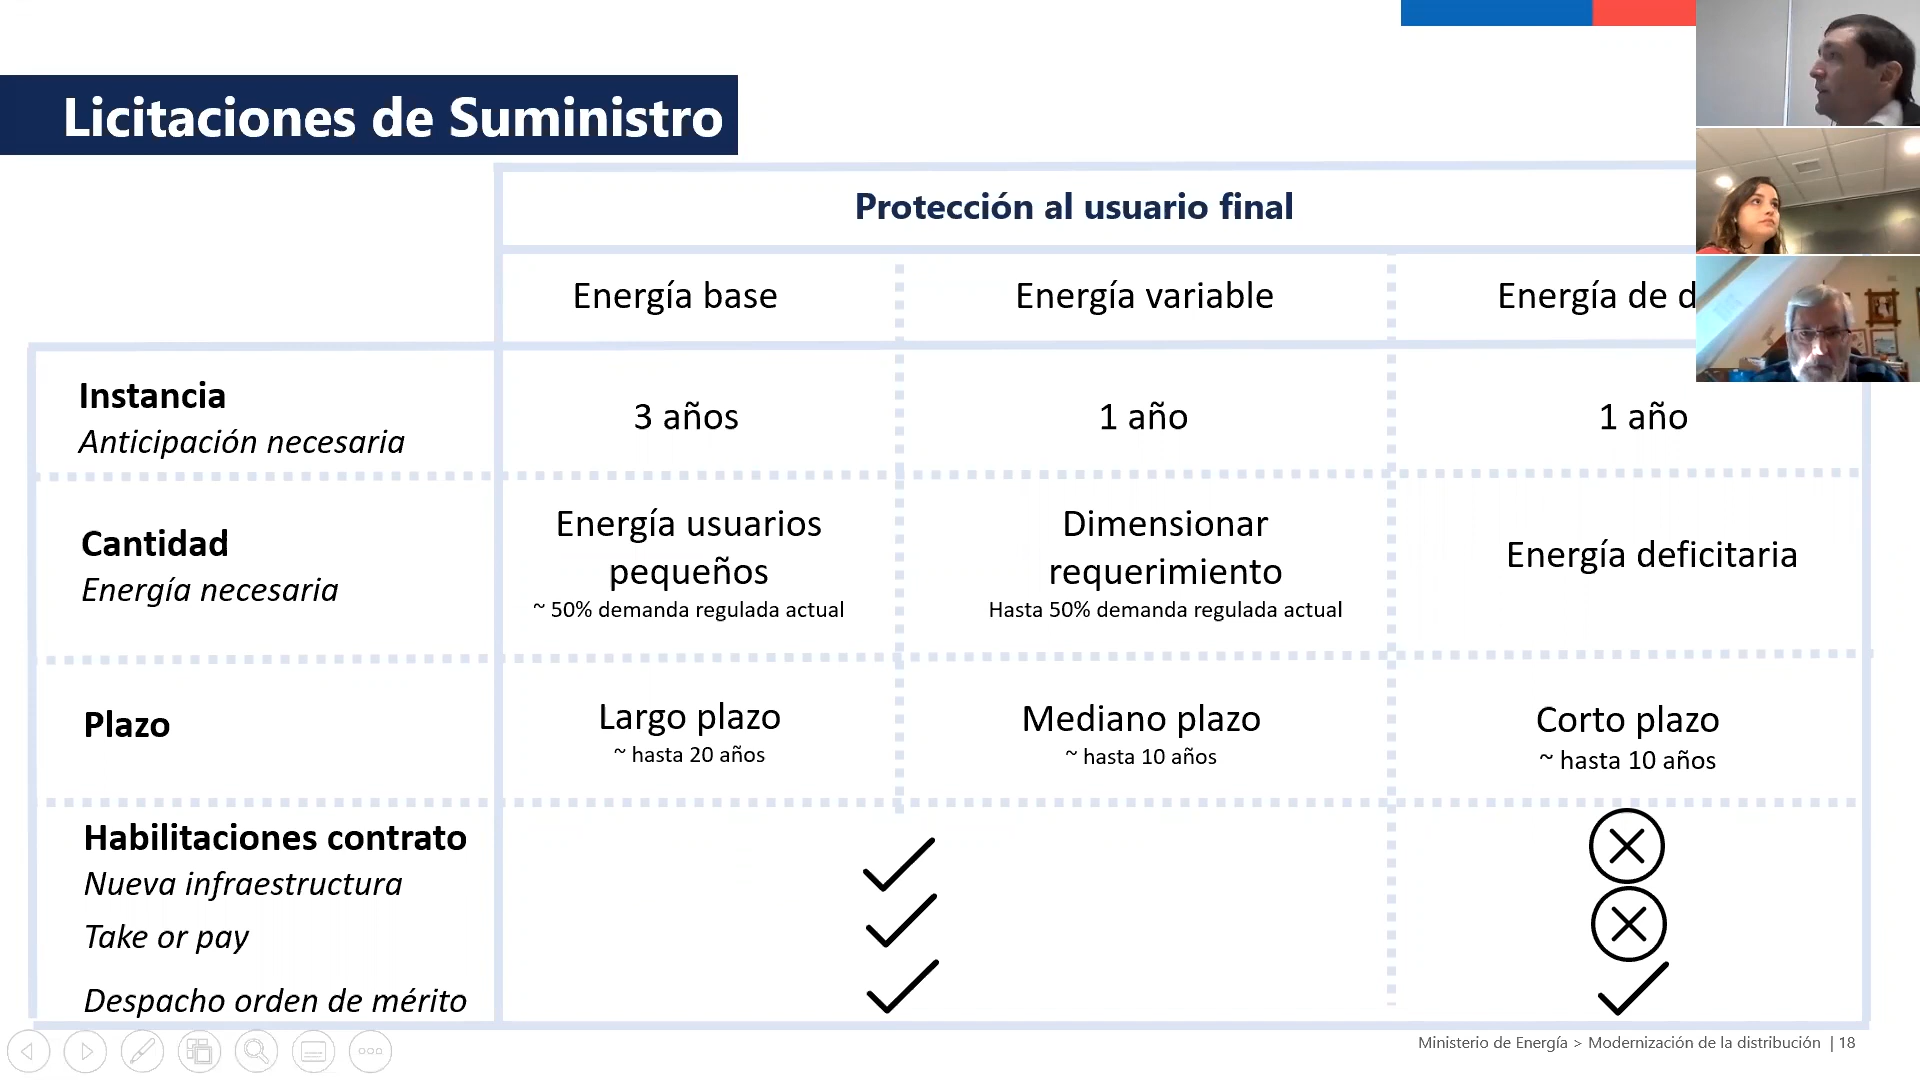 Licitaciones de Suministro
Protección al usuario final
Energía base
Energía variable
Energía de
Instancia
Anticipación necesaria
3 años
1 año
1 año
Cantidad
Energía necesaria
Energía usuarios
pequeños
~ 50% demanda regulada actual
Dimensionar
requerimiento
Hasta 50% demanda regulada actual
Energía deficitaria
Plazo
Largo plazo
~ hasta 20 años
Mediano plazo
~ hasta 10 años
Corto plazo
~ hasta 10 años
Habilitaciones contrato
Nueva infraestructura
Take or pay
Despacho orden de mérito
Ministerio de Energía > Modernización de la distribución | 18